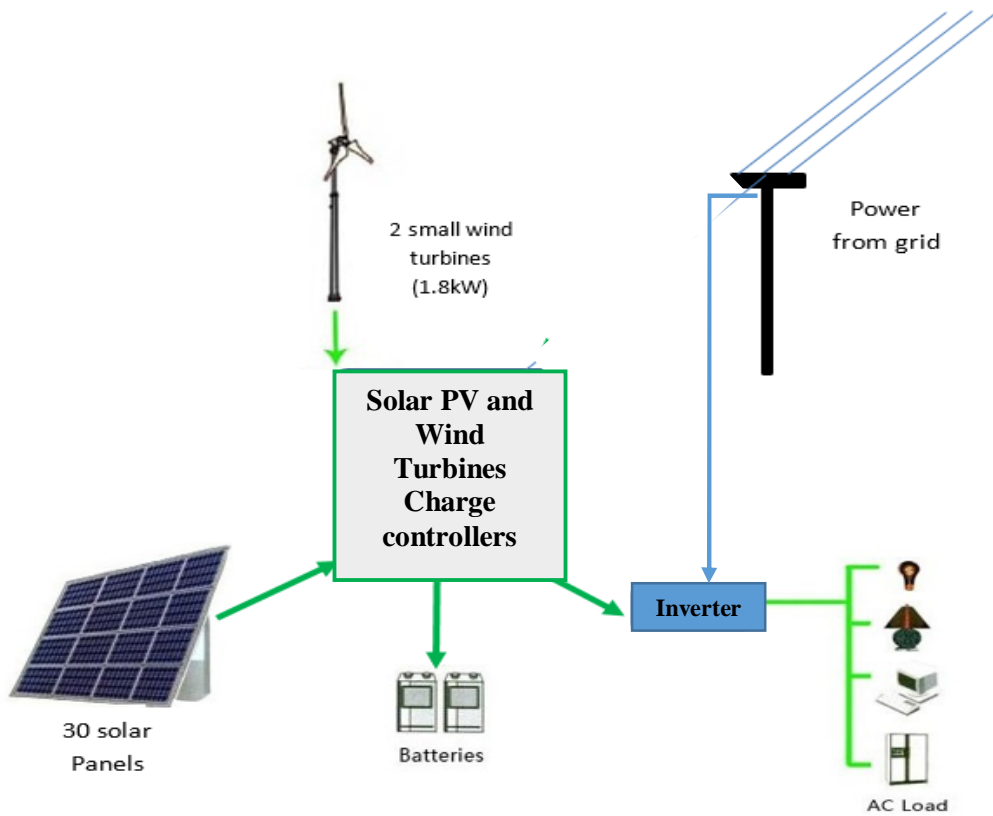 2 small wind
turbines
(1.8kW)
Power
from grid
Solar PV and
Wind
Turbines
Charge
controllers
Inverter
30 solar
Panels
Batteries
AC Load